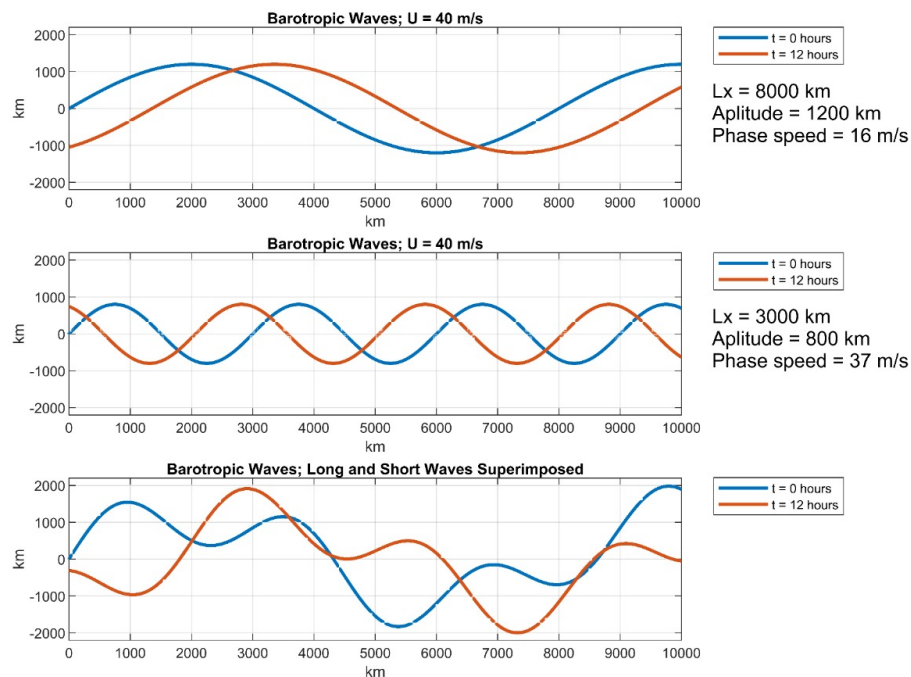 Barotropic Waves; U = 40 m/s
2000
1000
0
-1000
-2000
km
0 1000 2000 3000 4000 5000 6000 7000 8000 9000 10000
km
t = 0 hours
t = 12 hours
Lx = 8000 km
Aplitude = 1200 km
Phase speed = 16 m/s
Barotropic Waves; U = 40 m/s
2000
1000
0
-1000
-2000
km
0 1000 2000 3000 4000 5000 6000 7000 8000 9000 10000
km
t = 0 hours
t = 12 hours
Lx = 3000 km
Aplitude = 800 km
Phase speed = 37 m/s
Barotropic Waves; Long and Short Waves Superimposed
2000
1000
0
-1000
-2000
km
0 1000 2000 3000 4000 5000 6000 7000 8000 9000 10000
km
t = 0 hours
t = 12 hours